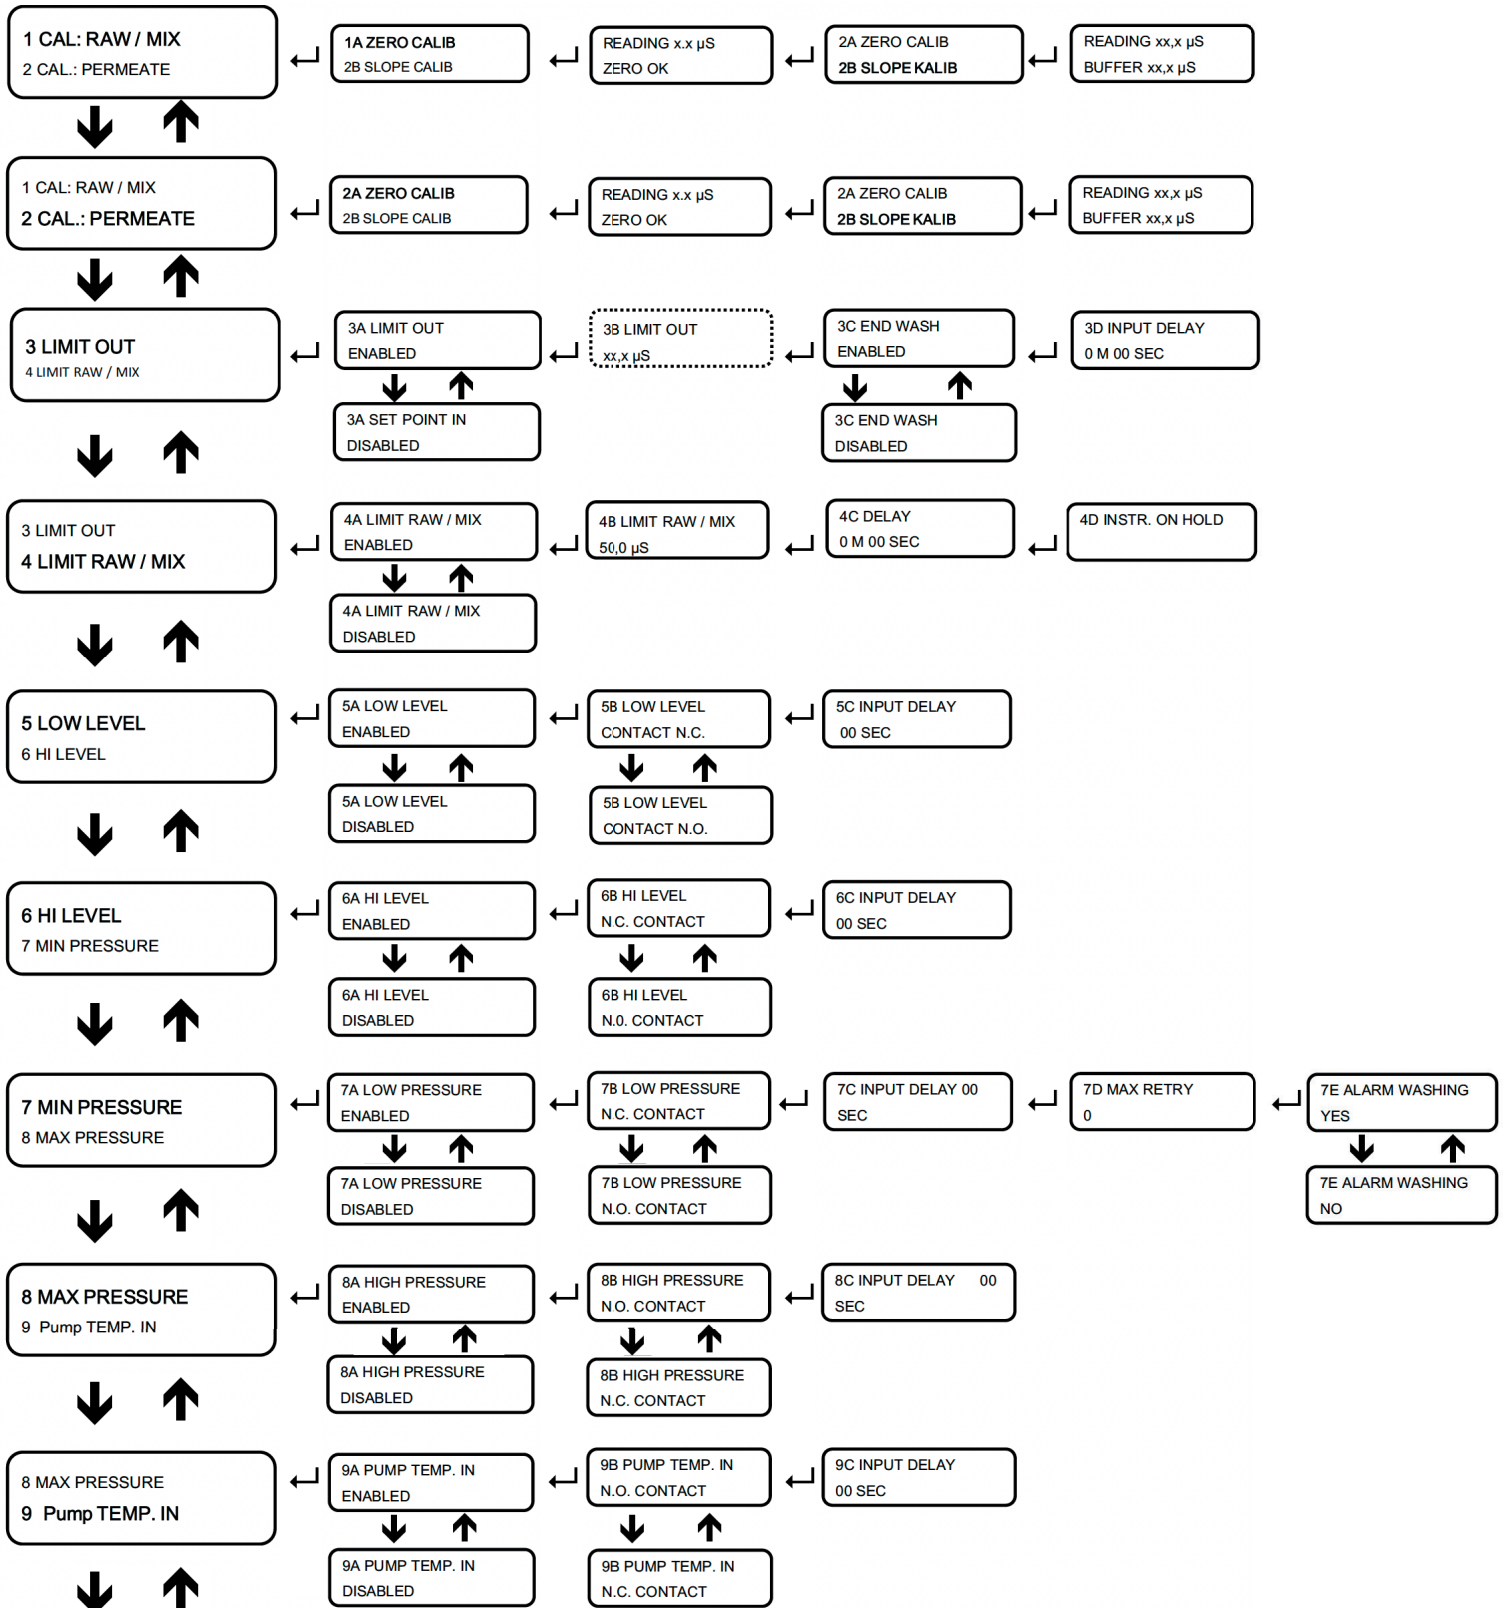 1 CAL: RAW / MIX
2 CAL.: PERMEATE
1A ZERO CALIB
2B SLOPE CALIB
READING x.x µS
ZERO OK
2A ZERO CALIB
2B SLOPE KALIB
READING xx,x µS
BUFFER xx,x µS
1 CAL: RAW / MIX
2 CAL.: PERMEATE
2A ZERO CALIB
2B SLOPE CALIB
READING x.x µS
ZERO OK
2A ZERO CALIB
2B SLOPE KALIB
READING xx,x µS
BUFFER xx,x µS
3 LIMIT OUT
4 LIMIT RAW / MIX
3A LIMIT OUT
ENABLED
3B LIMIT OUT
xx,x µS
3C END WASH
ENABLED
3D INPUT DELAY
0 M 00 SEC
3A SET POINT IN
DISABLED
3C END WASH
DISABLED
3 LIMIT OUT
4 LIMIT RAW / MIX
4A LIMIT RAW / MIX
ENABLED
4B LIMIT RAW / MIX
50,0 µS
4C DELAY
0 M 00 SEC
4D INSTR. ON HOLD
4A LIMIT RAW / MIX
DISABLED
5 LOW LEVEL
6 HI LEVEL
5A LOW LEVEL
ENABLED
5B LOW LEVEL
CONTACT N.C.
5C INPUT DELAY
00 SEC
5A LOW LEVEL
DISABLED
5B LOW LEVEL
CONTACT N.O.
6 HI LEVEL
7 MIN PRESSURE
6A HI LEVEL
ENABLED
6B HI LEVEL
N.C. CONTACT
6C INPUT DELAY
00 SEC
6A HI LEVEL
DISABLED
6B HI LEVEL
N.0. CONTACT
7 MIN PRESSURE
8 MAX PRESSURE
7A LOW PRESSURE
ENABLED
7B LOW PRESSURE
N.C. CONTACT
7C INPUT DELAY 00
SEC
7D MAX RETRY
0
7E ALARM WASHING
YES
7A LOW PRESSURE
DISABLED
7B LOW PRESSURE
N.O. CONTACT
7E ALARM WASHING
NO
8 MAX PRESSURE
9 Pump TEMP. IN
8A HIGH PRESSURE
ENABLED
8B HIGH PRESSURE
N.O. CONTACT
8C INPUT DELAY 00
SEC
8A HIGH PRESSURE
DISABLED
8B HIGH PRESSURE
N.C. CONTACT
8 MAX PRESSURE
9 Pump TEMP. IN
9A PUMP TEMP. IN
ENABLED
9B PUMP TEMP. IN
N.O. CONTACT
9C INPUT DELAY
00 SEC
9A PUMP TEMP. IN
DISABLED
9B PUMP TEMP. IN
N.C. CONTACT